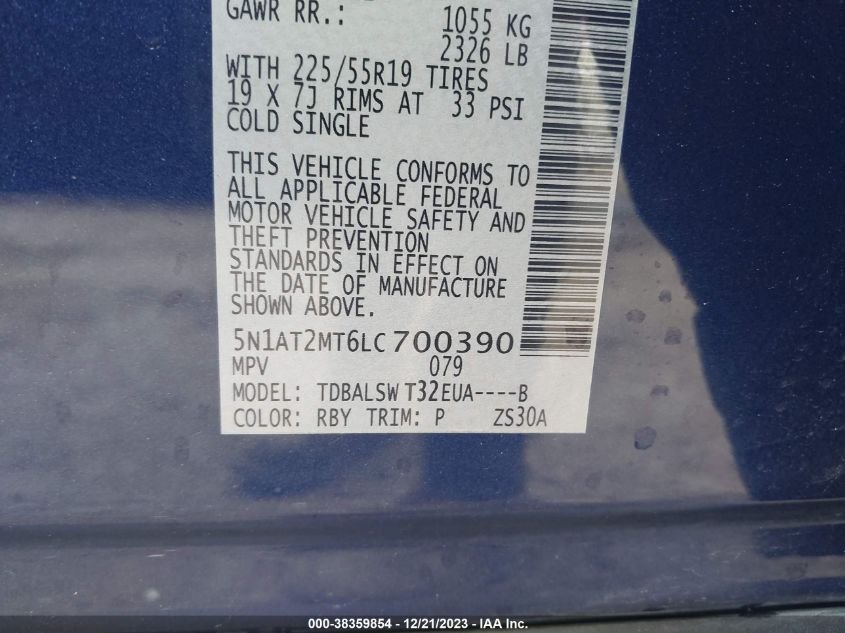 GAWR RR.: 1055 KG
2326 LB
WITH 225/55R19 TIRES
19 X 7J RIMS AT 33 PSI
COLD SINGLE
THIS VEHICLE CONFORMS TO
ALL APPLICABLE FEDERAL
MOTOR VEHICLE SAFETY AND
THEFT PREVENTION
STANDARDS IN EFFECT ON
THE DATE OF MANUFACTURE
SHOWN ABOVE.
5N1AT2MT6LC700390
MPV 079
MODEL: TDBALSW T32EUA----B
COLOR: RBY TRIM: P ZS30A
000-38359854 - 12/21/2023 - IAA Inc.